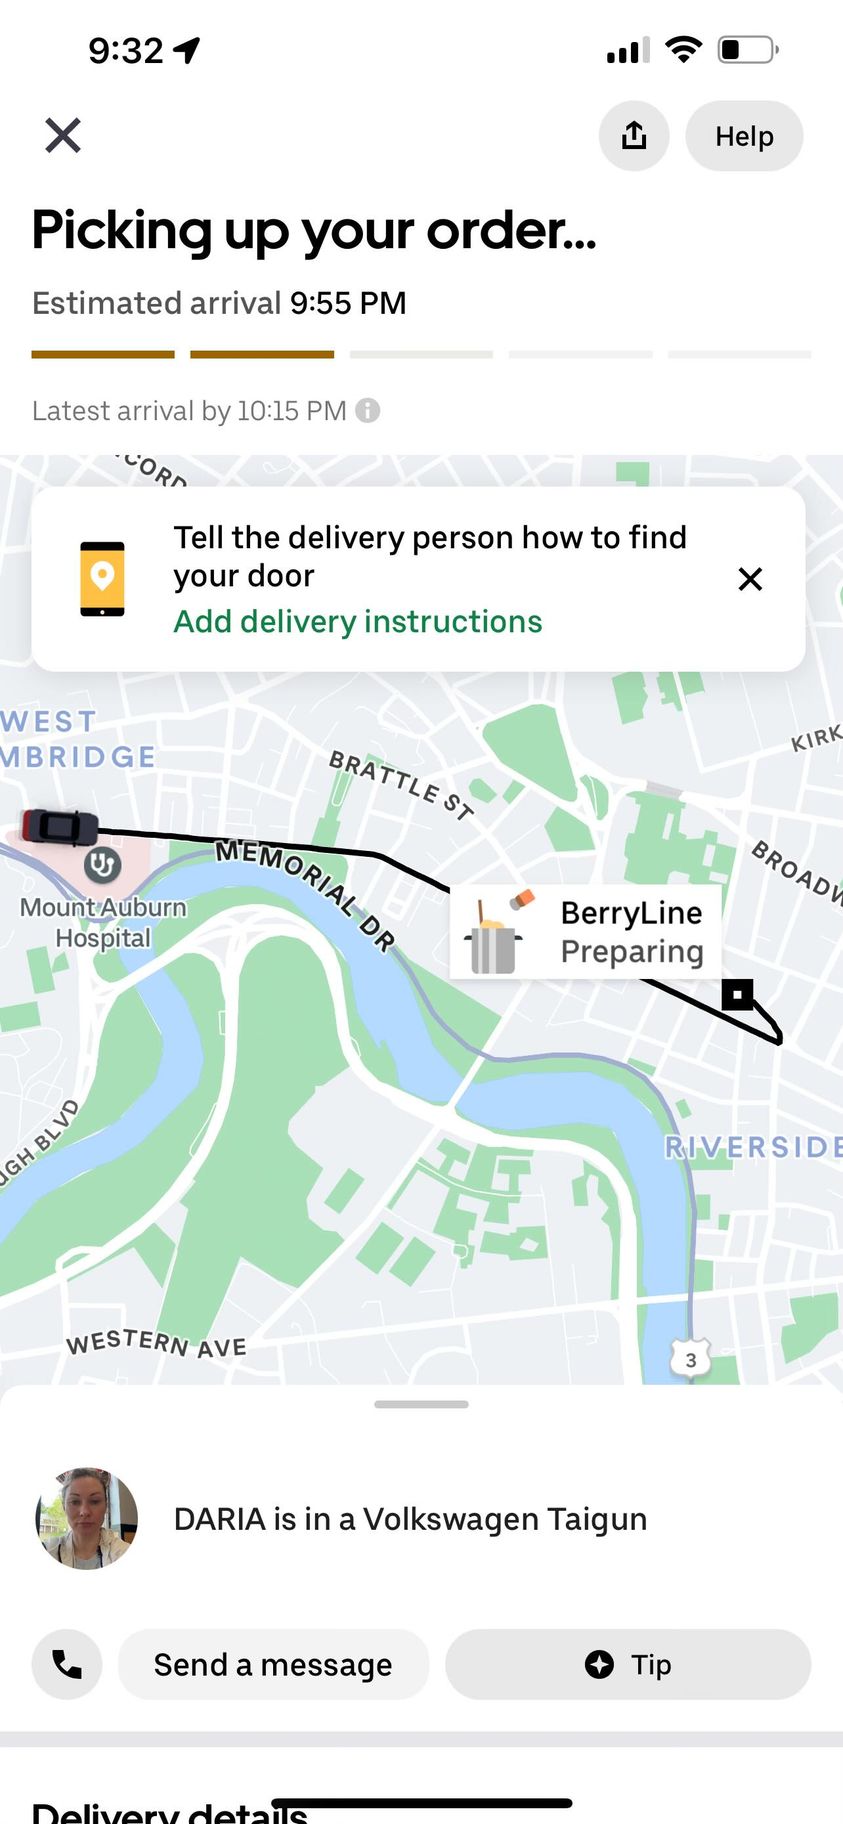 9:32
Help
Picking up your order...
Estimated arrival 9:55 PM
Latest arrival by 10:15 PM
Tell the delivery person how to find
your door
Add delivery instructions
WEST
MBRIDGE
KIRK
BRATTLE ST
BROADW
MEMORIAL DR
Mount Auburn
Hospital
BerryLine
Preparing
UGH BLVD
RIVERSIDE
WESTERN AVE
3
DARIA is in a Volkswagen Taigun
Send a message
Tip
Delivery details